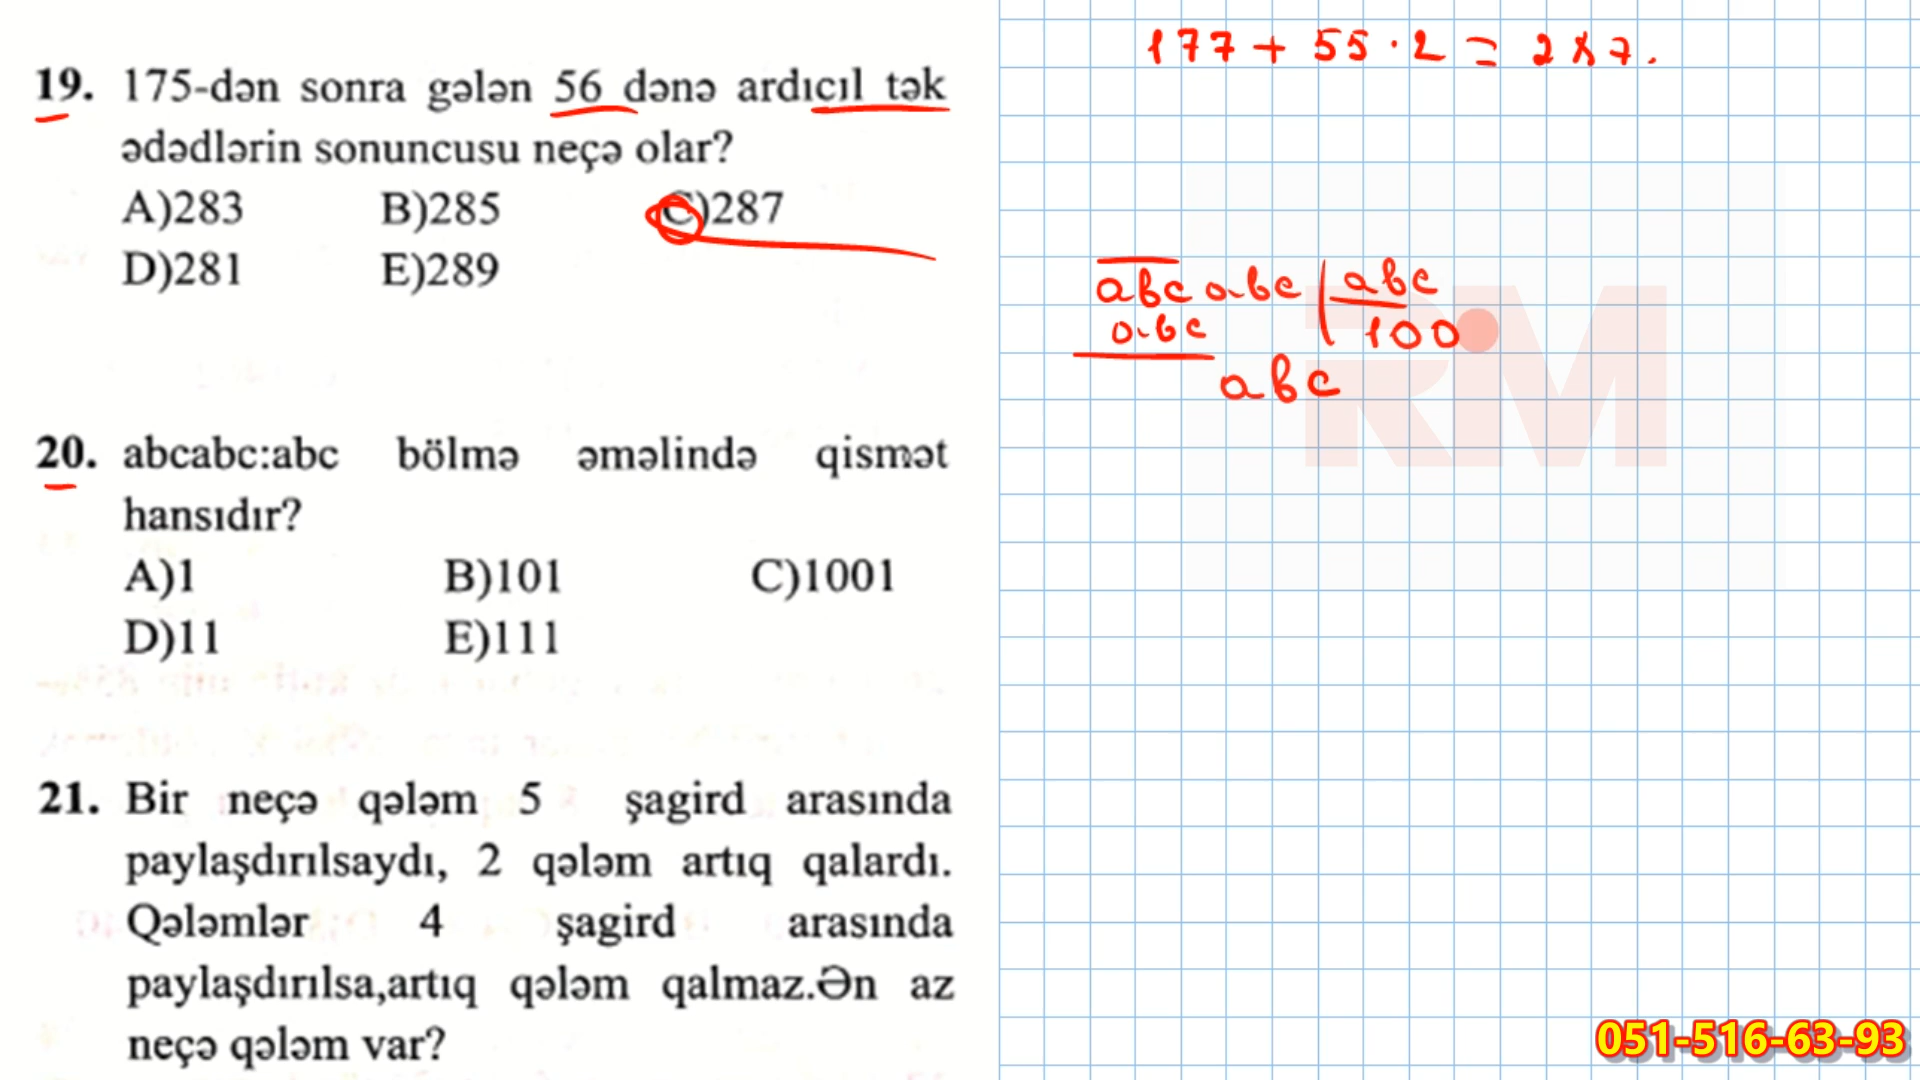 19. 175-dən sonra gələn 56 dənə ardıcıl tək
ədədlərin sonuncusu neçə olar?
A)283 B)285 C)287
D)281 E)289
20. abcabc:abc bölmə əməlində qismət
hansıdır?
A)1 B)101 C)1001
D)11 E)111
21. Bir neçə qələm 5 şagird arasında
paylaşdırılsaydı, 2 qələm artıq qalardı.
Qələmlər 4 şagird arasında
paylaşdırılsa,artıq qələm qalmaz.Ən az
neçə qələm var?
177 + 55 · 2 = 287.
abcabc | abc
abc 100
abc
RM
051-516-63-93